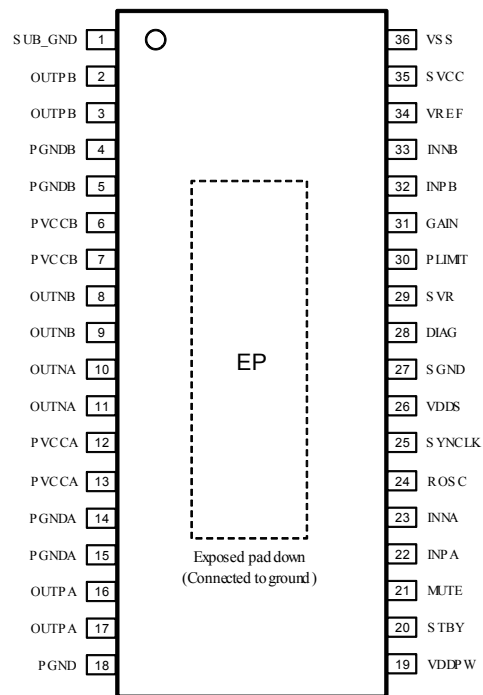 SUB_GND 1 36 VSS
OUTPB 2 35 SVCC
OUTPB 3 34 VREF
PGNDB 4 33 INNB
PGNDB 5 32 INPB
PVCCB 6 31 GAIN
PVCCB 7 30 PLIMIT
OUTNB 8 29 SVR
OUTNB 9 28 DIAG
OUTNA 10 27 SGND
OUTNA 11 26 VDDS
PVCCA 12 25 SYNCLK
PVCCA 13 24 ROSC
PGNDA 14 23 INNA
PGNDA 15 22 INPA
OUTPA 16 21 MUTE
OUTPA 17 20 STBY
PGND 18 19 VDDPW
EP
Exposed pad down
(Connected to ground)